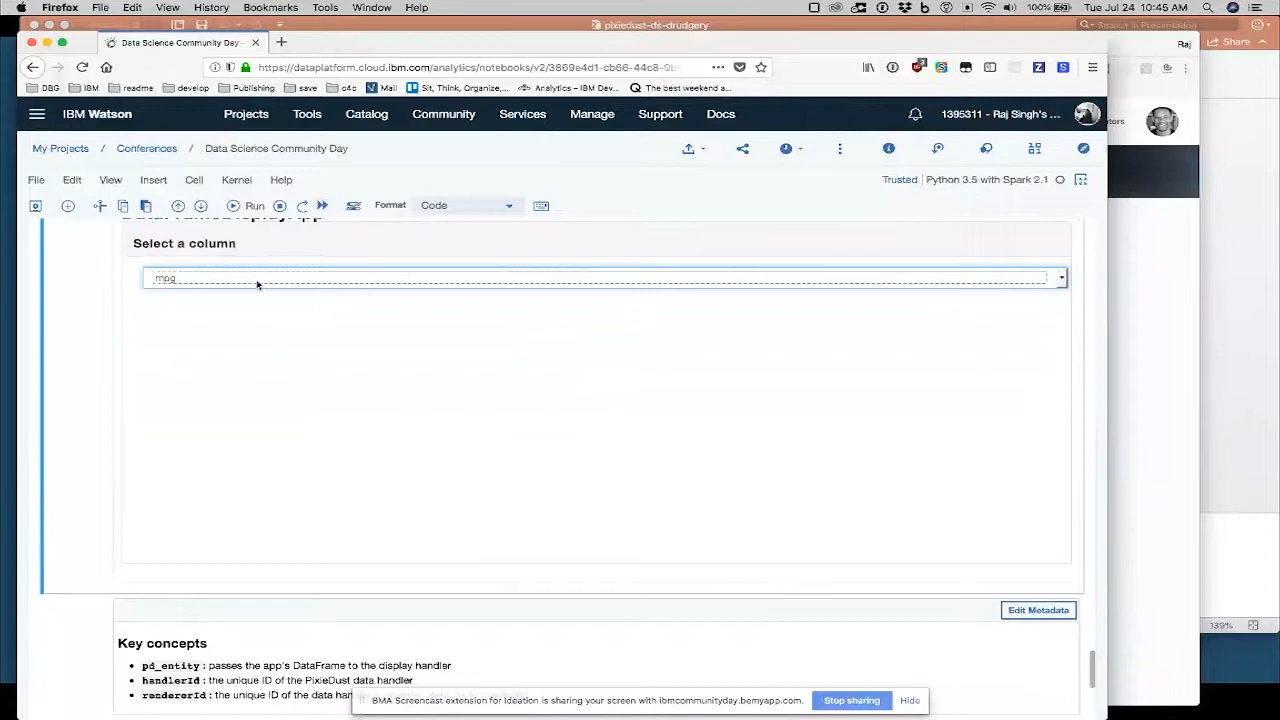 Firefox File Edit View History Bookmarks Tools Window Help 100% Tue Jul 24 10:45 AM
pixiedust-ds-drudgery
Search in Presentation
Share
Data Science Community Day -
Raj
https://dataplatform.cloud.ibm.com/analytics/notebooks/v2/3869e4d1-cb66-44c8-9b
DBG IBM readme develop Publishing save c4c Mail Sit, Think, Organize,... Analytics – IBM Dev... The best weekend a...
IBM Watson Projects Tools Catalog Community Services Manage Support Docs 1395311 - Raj Singh's ...
My Projects / Conferences / Data Science Community Day
File Edit View Insert Cell Kernel Help Trusted Python 3.5 with Spark 2.1
Run Format Code
Select a column
mpg
Edit Metadata
Key concepts
pd_entity : passes the app's DataFrame to the display handler
handlerId : the unique ID of the PixieDust data handler
rendererId : the unique ID of the data han
139%
BMA Screencast extension for Ideation is sharing your screen with ibmcommunityday.bemyapp.com. Stop sharing Hide